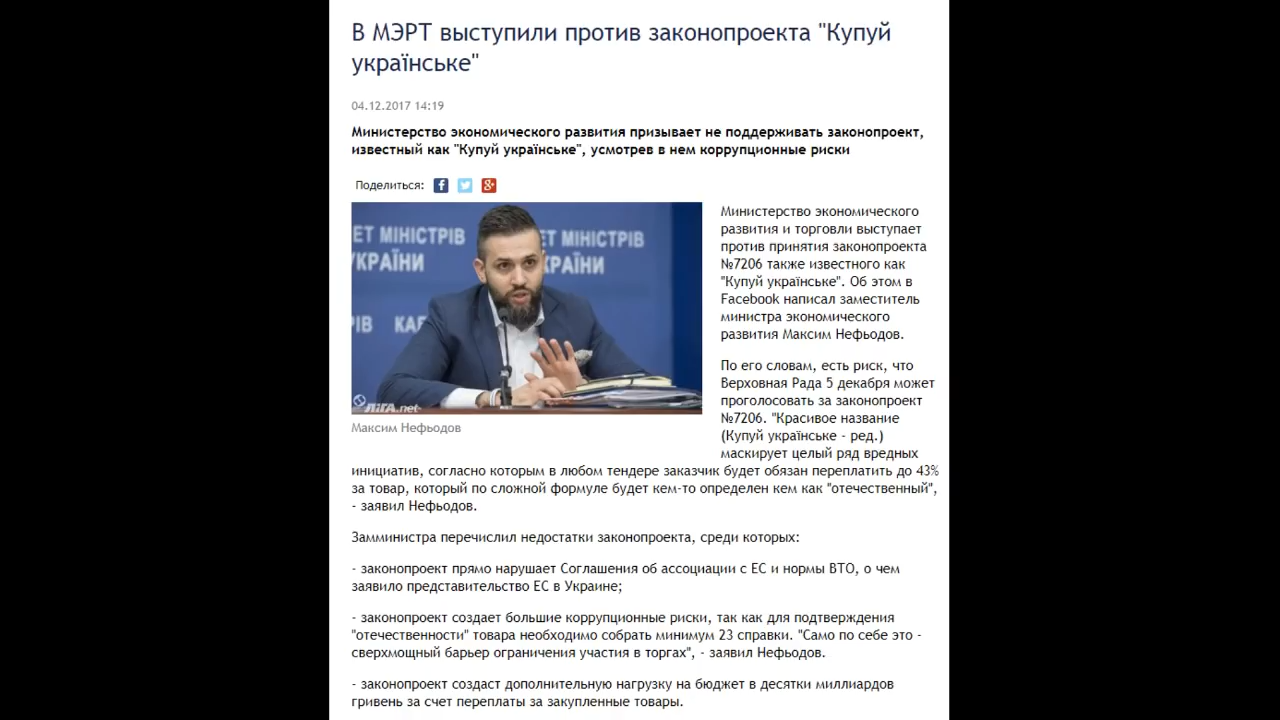 В МЭРТ выступили против законопроекта "Купуй
українське"
04.12.2017 14:19
Министерство экономического развития призывает не поддерживать законопроект,
известный как "Купуй українське", усмотрев в нем коррупционные риски
Поделиться:
ЕТ МІНІСТРІВ
УКРАЇНИ
ЕТ МІНІСТРІВ
КРАЇНИ
РІВ
КАБ
ЛІГА.net
Максим Нефьодов
Министерство экономического
развития и торговли выступает
против принятия законопроекта
№7206 также известного как
"Купуй українське". Об этом в
Facebook написал заместитель
министра экономического
развития Максим Нефьодов.
По его словам, есть риск, что
Верховная Рада 5 декабря может
проголосовать за законопроект
№7206. "Красивое название
(Купуй українське - ред.)
маскирует целый ряд вредных
инициатив, согласно которым в любом тендере заказчик будет обязан переплатить до 43%
за товар, который по сложной формуле будет кем-то определен кем как "отечественный",
- заявил Нефьодов.
Замминистра перечислил недостатки законопроекта, среди которых:
- законопроект прямо нарушает Соглашения об ассоциации с ЕС и нормы ВТО, о чем
заявило представительство ЕС в Украине;
- законопроект создает большие коррупционные риски, так как для подтверждения
"отечественности" товара необходимо собрать минимум 23 справки. "Само по себе это -
сверхмощный барьер ограничения участия в торгах", - заявил Нефьодов.
- законопроект создаст дополнительную нагрузку на бюджет в десятки миллиардов
гривень за счет переплаты за закупленные товары.